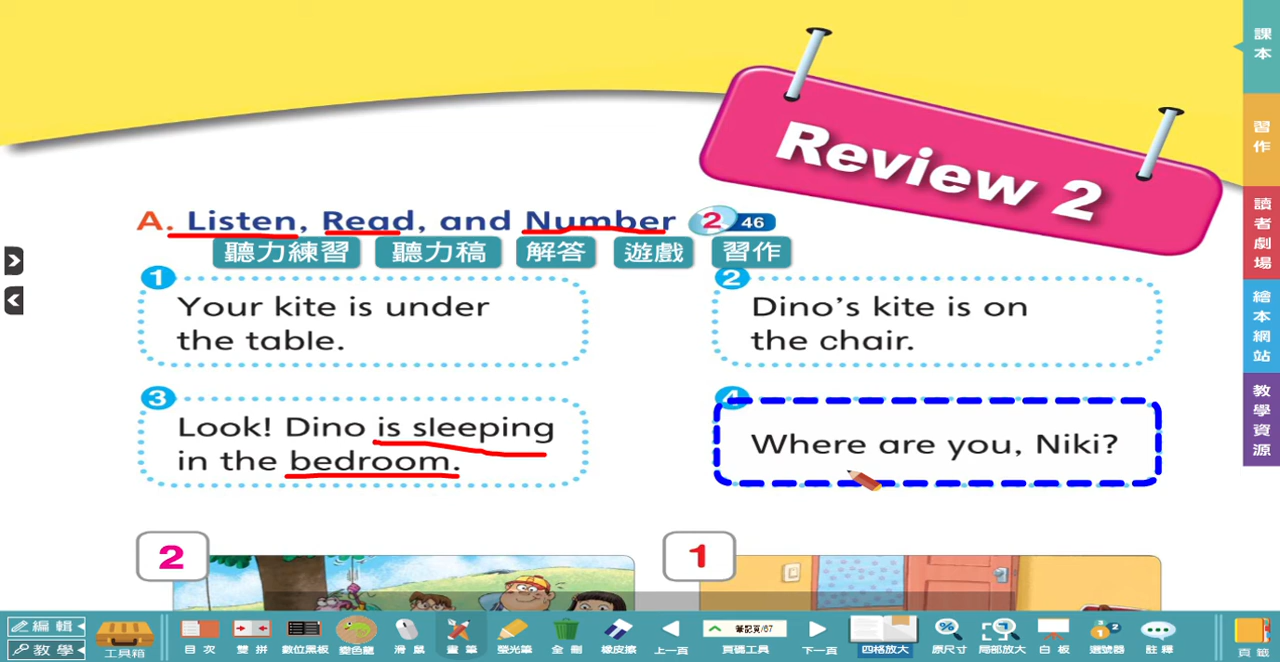 Review 2
A. Listen, Read, and Number 2 46
聽力練習 聽力稿 解答 遊戲 習作
1
Your kite is under
the table.
2
Dino's kite is on
the chair.
3
Look! Dino is sleeping
in the bedroom.
4
Where are you, Niki?
2
1
課本
習作
讀者劇場
繪本網站
教學資源
編輯
教學
工具箱
目次
雙拼
數位黑板
變色龍
滑鼠
畫筆
螢光筆
全刪
橡皮擦
上一頁
筆記頁/67
頁碼工具
下一頁
四格放大
原尺寸
局部放大
白板
選號器
註釋
頁籤